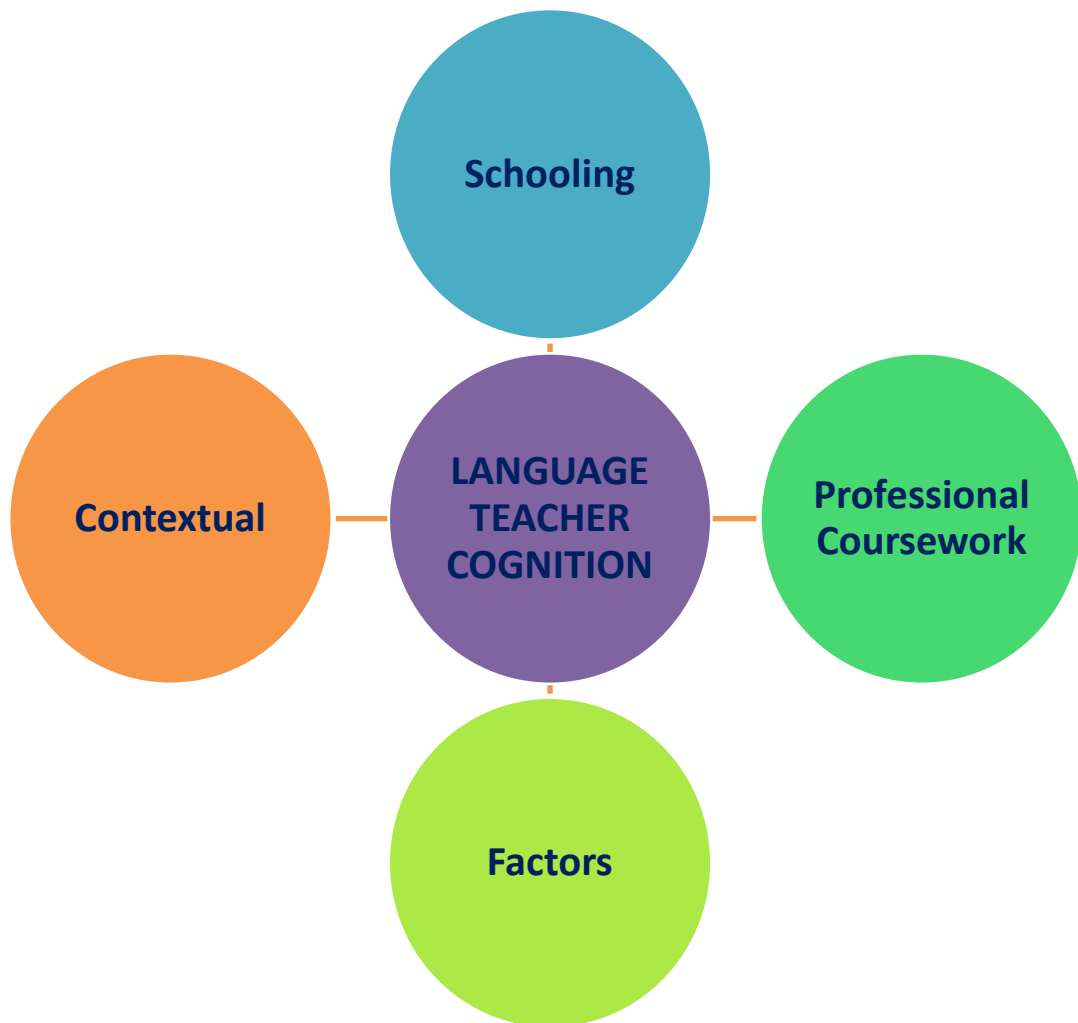 Schooling
Contextual
LANGUAGE
TEACHER
COGNITION
Professional
Coursework
Factors